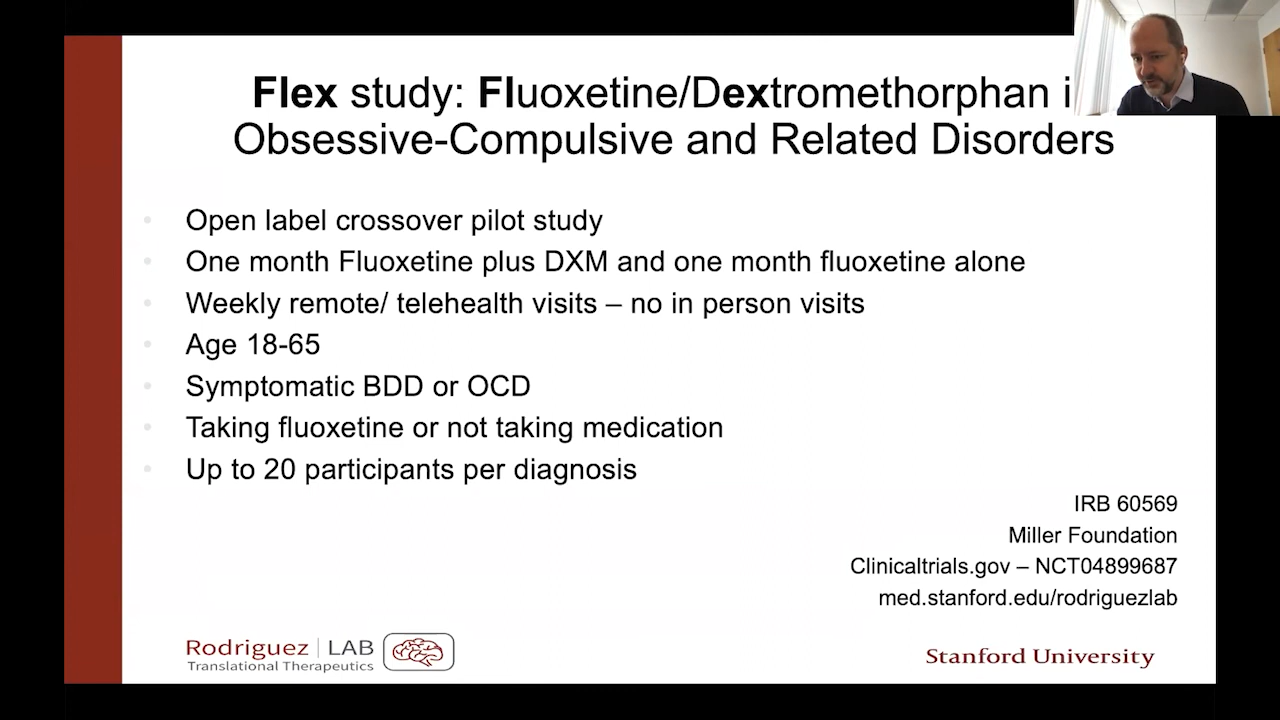 Flex study: Fluoxetine/Dextromethorphan i
Obsessive-Compulsive and Related Disorders
• Open label crossover pilot study
• One month Fluoxetine plus DXM and one month fluoxetine alone
• Weekly remote/ telehealth visits – no in person visits
• Age 18-65
• Symptomatic BDD or OCD
• Taking fluoxetine or not taking medication
• Up to 20 participants per diagnosis
IRB 60569
Miller Foundation
Clinicaltrials.gov – NCT04899687
med.stanford.edu/rodriguezlab
Rodriguez | LAB
Translational Therapeutics
Stanford University